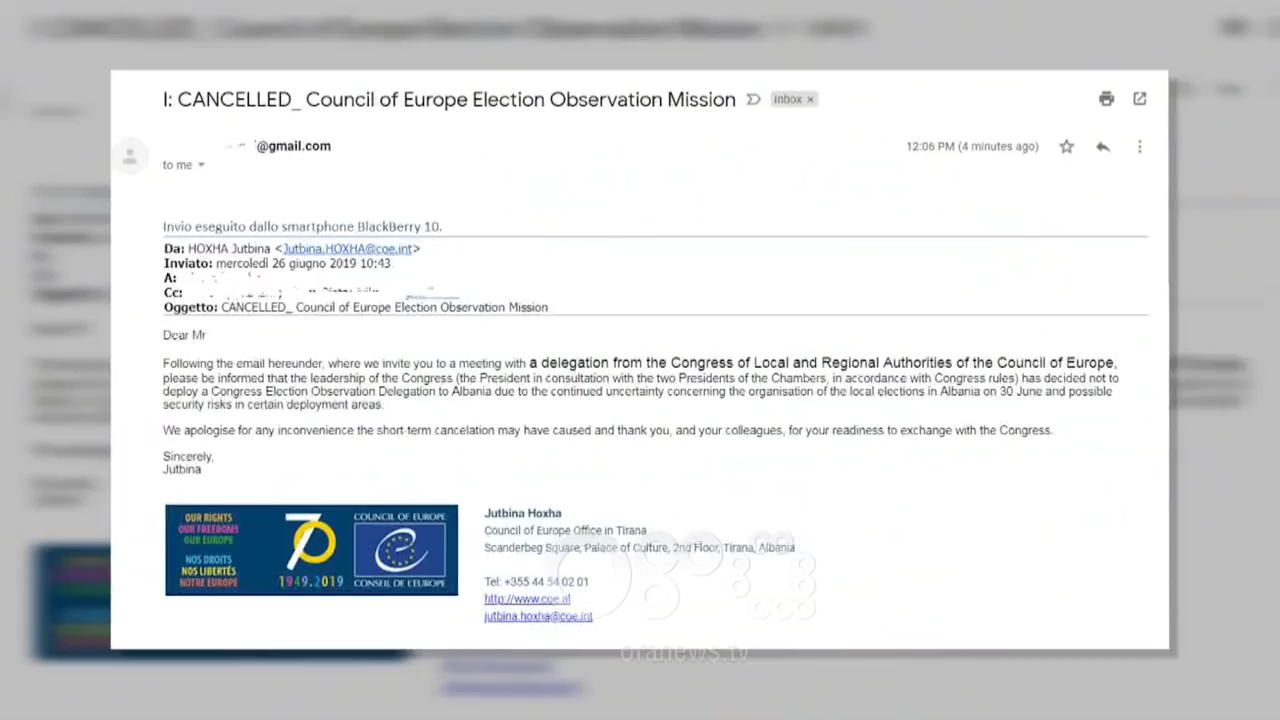 I: CANCELLED_ Council of Europe Election Observation Mission
Inbox ×
@gmail.com
12:06 PM (4 minutes ago)
to me
Invio eseguito dallo smartphone BlackBerry 10.
Da: HOXHA Jutbina <Jutbina.HOXHA@coe.int>
Inviato: mercoledì 26 giugno 2019 10:43
A:
Cc:
Oggetto: CANCELLED_ Council of Europe Election Observation Mission
Dear Mr
Following the email hereunder, where we invite you to a meeting with a delegation from the Congress of Local and Regional Authorities of the Council of Europe,
please be informed that the leadership of the Congress (the President in consultation with the two Presidents of the Chambers, in accordance with Congress rules) has decided not to
deploy a Congress Election Observation Delegation to Albania due to the continued uncertainty concerning the organisation of the local elections in Albania on 30 June and possible
security risks in certain deployment areas.
We apologise for any inconvenience the short-term cancelation may have caused and thank you, and your colleagues, for your readiness to exchange with the Congress.
Sincerely,
Jutbina
OUR RIGHTS
OUR FREEDOMS
OUR EUROPE
NOS DROITS
NOS LIBERTÉS
NOTRE EUROPE
70
1949.2019
COUNCIL OF EUROPE
CONSEIL DE L'EUROPE
Jutbina Hoxha
Council of Europe Office in Tirana
Scanderbeg Square, Palace of Culture, 2nd Floor, Tirana, Albania
Tel: +355 44 54 02 01
http://www.coe.al
jutbina.hoxha@coe.int
oranews.tv